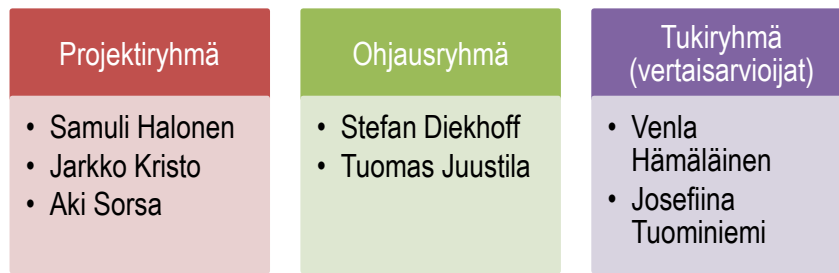 Projektiryhmä
• Samuli Halonen
• Jarkko Kristo
• Aki Sorsa
Ohjausryhmä
• Stefan Diekhoff
• Tuomas Juustila
Tukiryhmä
(vertaisarvioijat)
• Venla
Hämäläinen
• Josefiina
Tuominiemi